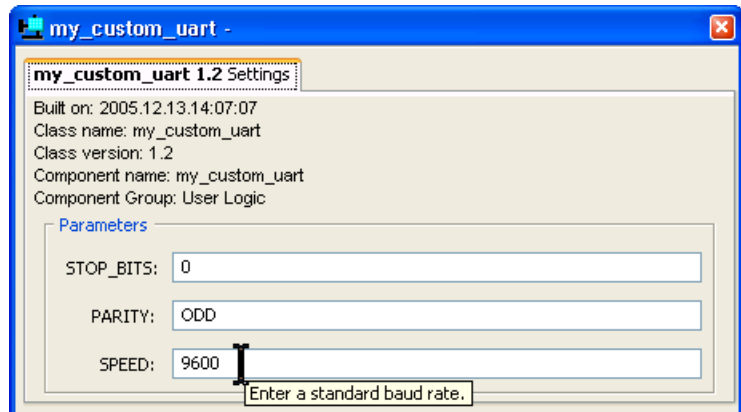 my_custom_uart -
my_custom_uart 1.2 Settings
Built on: 2005.12.13.14:07:07
Class name: my_custom_uart
Class version: 1.2
Component name: my_custom_uart
Component Group: User Logic
Parameters
STOP_BITS: 0
PARITY: ODD
SPEED: 9600
Enter a standard baud rate.